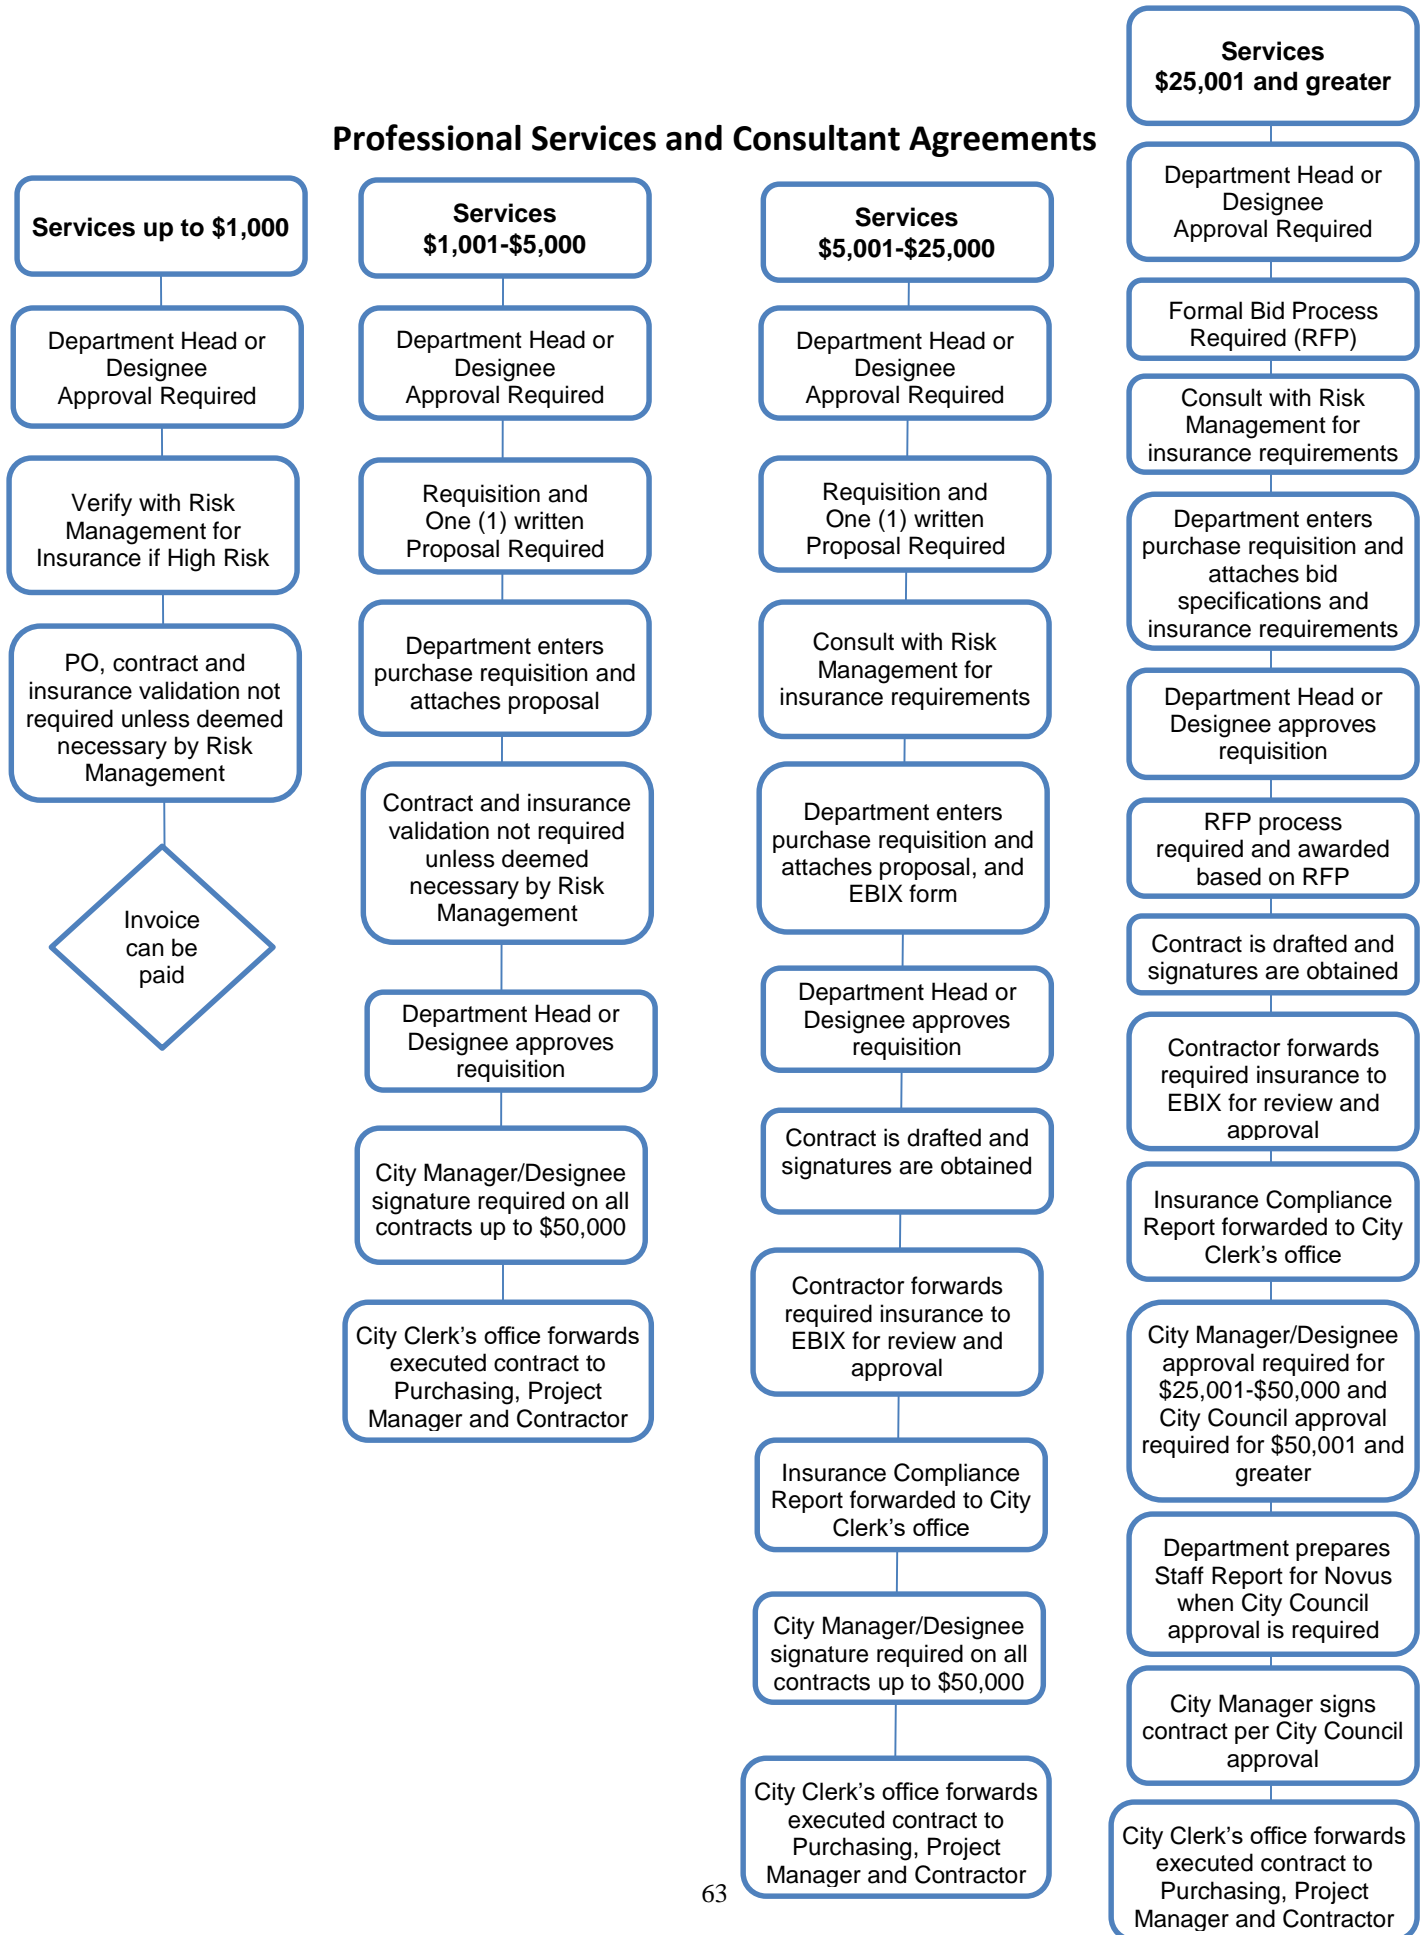 Professional Services and Consultant Agreements
Services up to $1,000
Department Head or
Designee
Approval Required
Verify with Risk
Management for
Insurance if High Risk
PO, contract and
insurance validation not
required unless deemed
necessary by Risk
Management
Invoice
can be
paid
Services
$1,001-$5,000
Department Head or
Designee
Approval Required
Requisition and
One (1) written
Proposal Required
Department enters
purchase requisition and
attaches proposal
Contract and insurance
validation not required
unless deemed
necessary by Risk
Management
Department Head or
Designee approves
requisition
City Manager/Designee
signature required on all
contracts up to $50,000
City Clerk’s office forwards
executed contract to
Purchasing, Project
Manager and Contractor
Services
$5,001-$25,000
Department Head or
Designee
Approval Required
Requisition and
One (1) written
Proposal Required
Consult with Risk
Management for
insurance requirements
Department enters
purchase requisition and
attaches proposal, and
EBIX form
Department Head or
Designee approves
requisition
Contract is drafted and
signatures are obtained
Contractor forwards
required insurance to
EBIX for review and
approval
Insurance Compliance
Report forwarded to City
Clerk’s office
City Manager/Designee
signature required on all
contracts up to $50,000
City Clerk’s office forwards
executed contract to
Purchasing, Project
Manager and Contractor
Services
$25,001 and greater
Department Head or
Designee
Approval Required
Formal Bid Process
Required (RFP)
Consult with Risk
Management for
insurance requirements
Department enters
purchase requisition and
attaches bid
specifications and
insurance requirements
Department Head or
Designee approves
requisition
RFP process
required and awarded
based on RFP
Contract is drafted and
signatures are obtained
Contractor forwards
required insurance to
EBIX for review and
approval
Insurance Compliance
Report forwarded to City
Clerk’s office
City Manager/Designee
approval required for
$25,001-$50,000 and
City Council approval
required for $50,001 and
greater
Department prepares
Staff Report for Novus
when City Council
approval is required
City Manager signs
contract per City Council
approval
City Clerk’s office forwards
executed contract to
Purchasing, Project
Manager and Contractor
63